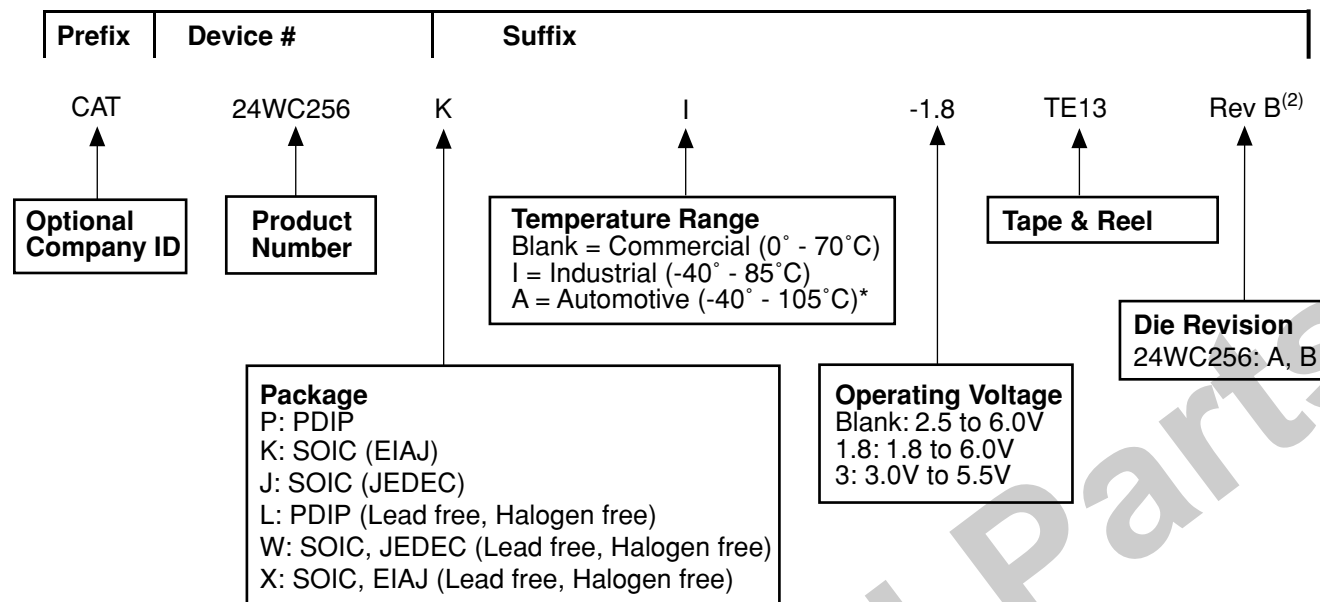 Prefix Device # Suffix
CAT 24WC256 K I -1.8 TE13 Rev B(2)
Optional
Company ID
Product
Number
Temperature Range
Blank = Commercial (0˚ - 70˚C)
I = Industrial (-40˚ - 85˚C)
A = Automotive (-40˚ - 105˚C)*
Tape & Reel
Die Revision
24WC256: A, B
Package
P: PDIP
K: SOIC (EIAJ)
J: SOIC (JEDEC)
L: PDIP (Lead free, Halogen free)
W: SOIC, JEDEC (Lead free, Halogen free)
X: SOIC, EIAJ (Lead free, Halogen free)
Operating Voltage
Blank: 2.5 to 6.0V
1.8: 1.8 to 6.0V
3: 3.0V to 5.5V
Parts